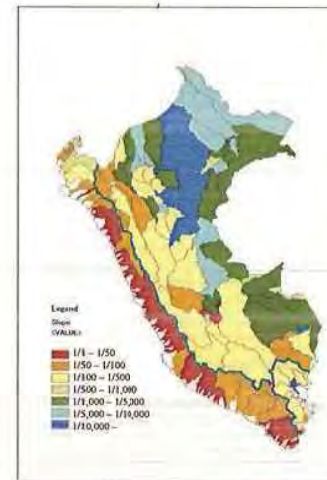 Legend
Slope
<VALUE>
1/1 - 1/50
1/50 - 1/100
1/100 - 1/500
1/500 - 1/1,000
1/1,000 - 1/5,000
1/5,000 - 1/10,000
1/10,000 -